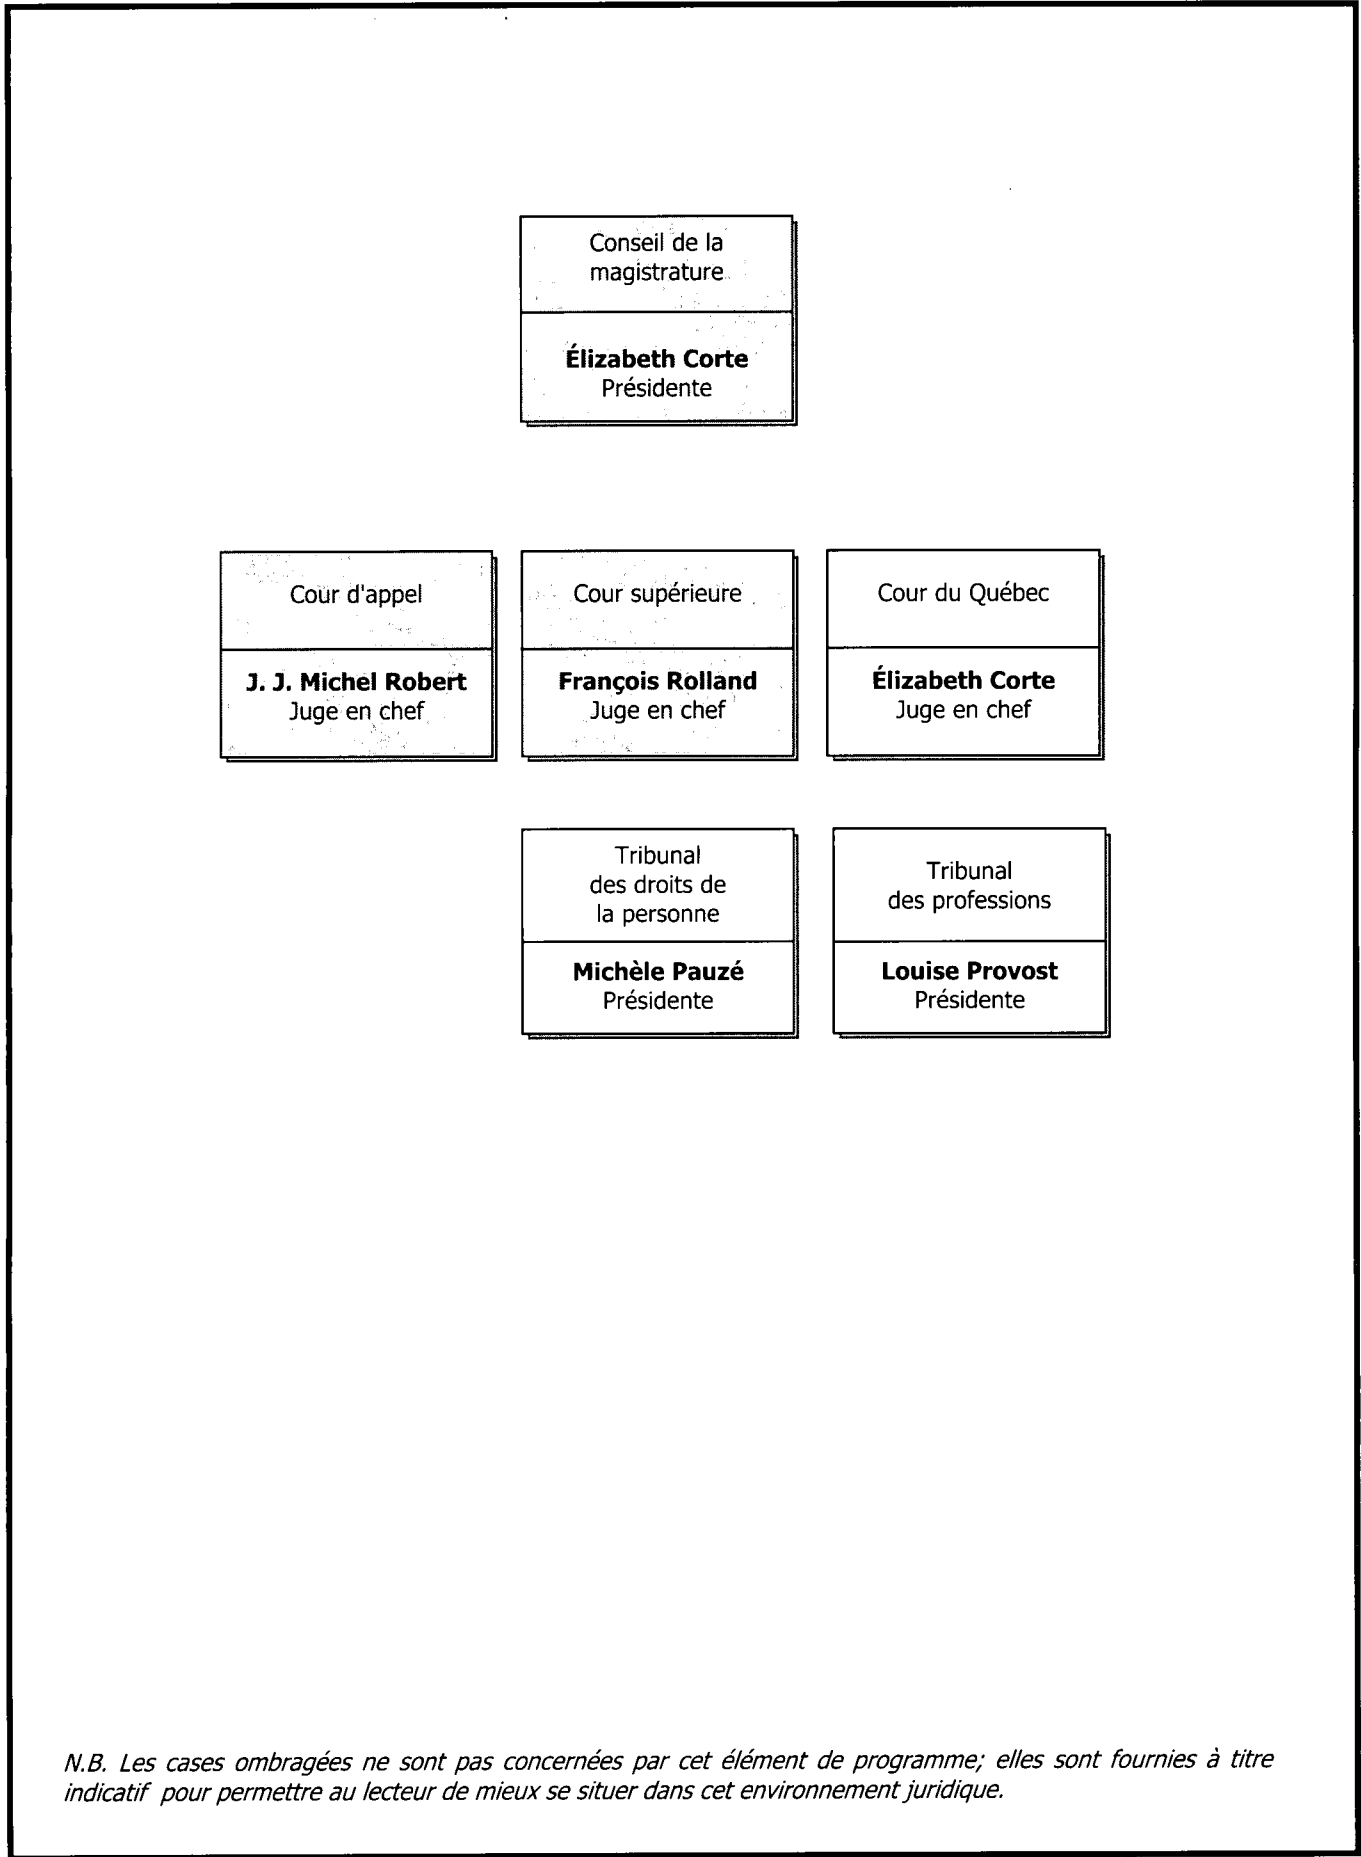 Conseil de la
magistrature
Élizabeth Corte
Présidente
Cour d'appel
J. J. Michel Robert
Juge en chef
Cour supérieure
François Rolland
Juge en chef
Cour du Québec
Élizabeth Corte
Juge en chef
Tribunal
des droits de
la personne
Michèle Pauzé
Présidente
Tribunal
des professions
Louise Provost
Présidente
N.B. Les cases ombragées ne sont pas concernées par cet élément de programme; elles sont fournies à titre
indicatif pour permettre au lecteur de mieux se situer dans cet environnement juridique.